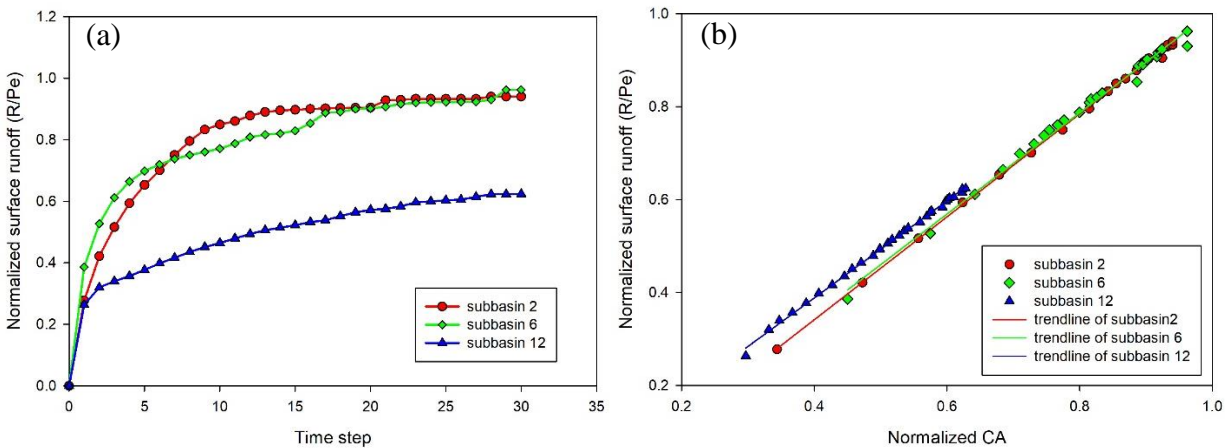 (a)
Normalized surface runoff (R/Pe)
1.2
1.0
0.8
0.6
0.4
0.2
0.0
subbasin 2
subbasin 6
subbasin 12
0 5 10 15 20 25 30 35
Time step
(b)
Normalized surface runoff (R/Pe)
1.0
0.8
0.6
0.4
0.2
subbasin 2
subbasin 6
subbasin 12
trendline of subbasin2
trendline of subbasin 6
trendline of subbasin 12
0.2 0.4 0.6 0.8 1.0
Normalized CA